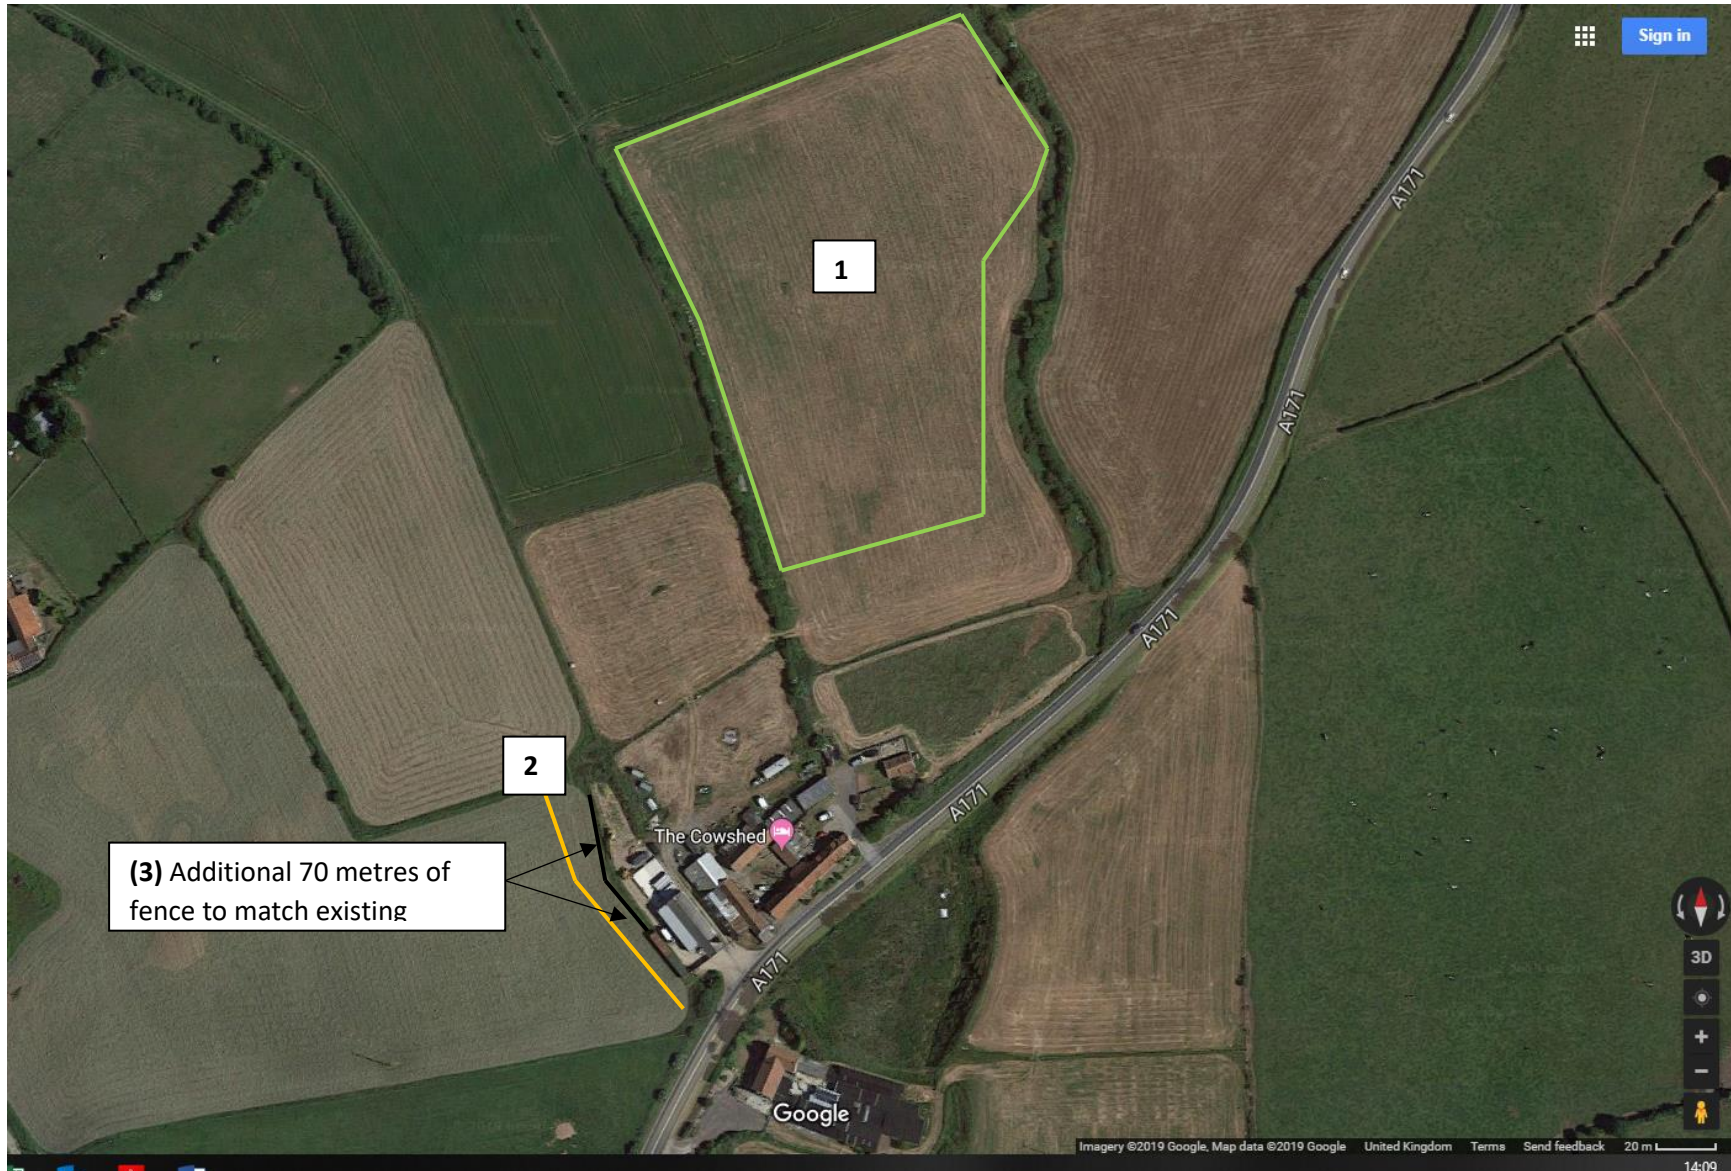 Sign in
A171
1
A171
A171
2
A171
The Cowshed
(3) Additional 70 metres of
fence to match existing
A171
3D
Google
Imagery ©2019 Google, Map data ©2019 Google United Kingdom Terms Send feedback 20 m
14:09